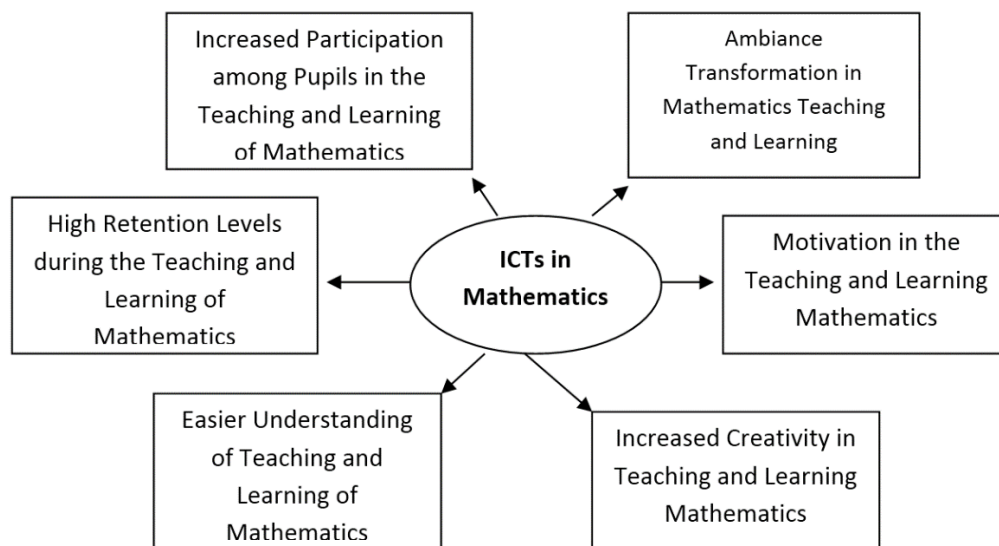 Increased Participation
among Pupils in the
Teaching and Learning
of Mathematics
Ambiance
Transformation in
Mathematics Teaching
and Learning
High Retention Levels
during the Teaching and
Learning of
Mathematics
ICTs in
Mathematics
Motivation in the
Teaching and Learning
Mathematics
Easier Understanding
of Teaching and
Learning of
Mathematics
Increased Creativity in
Teaching and Learning
Mathematics